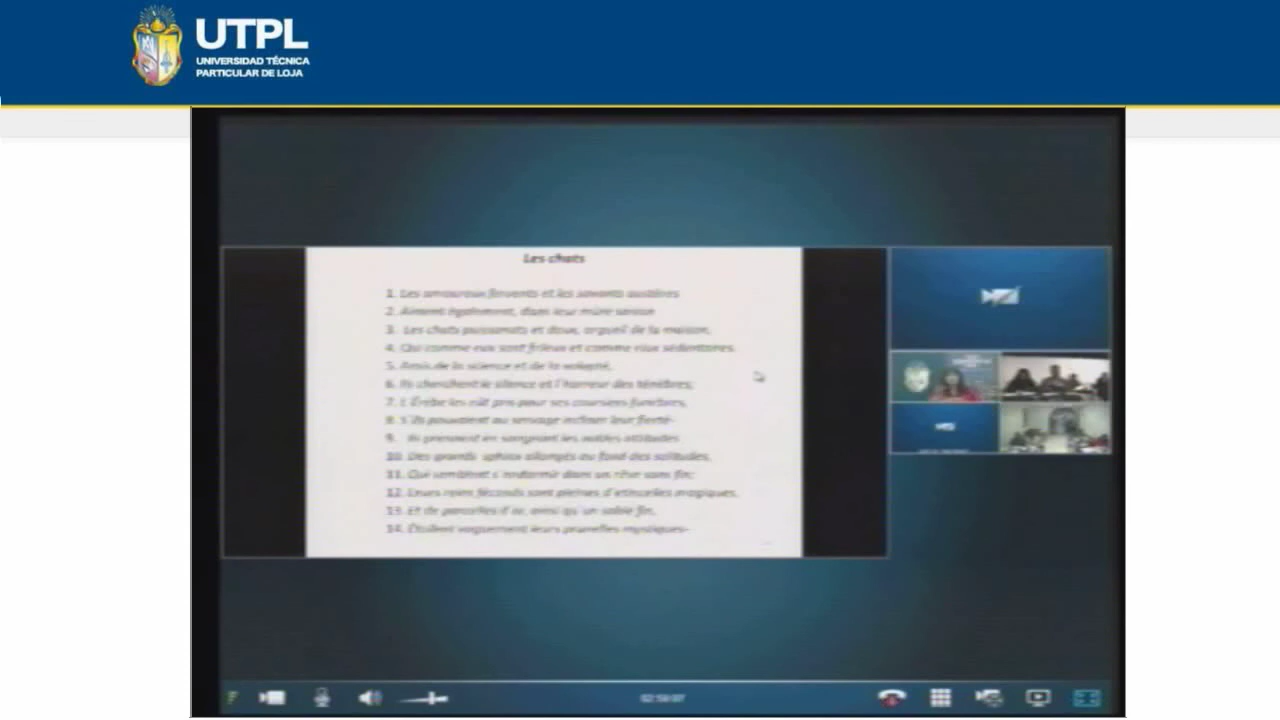 UTPL
UNIVERSIDAD TÉCNICA
PARTICULAR DE LOJA
Les chats
1. Les amoureux fervents et les savants austères
2. Aiment également, dans leur mûre saison
3. Les chats puissants et doux, orgueil de la maison,
4. Qui comme eux sont frileux et comme eux sédentaires.
5. Amis de la science et de la volupté,
6. Ils cherchent le silence et l'horreur des ténèbres;
7. L'Érèbe les eût pris pour ses coursiers funèbres,
8. S'ils pouvaient au servage incliner leur fierté-
9. Ils prennent en songeant les nobles attitudes
10. Des grands sphinx allongés au fond des solitudes,
11. Qui semblent s'endormir dans un rêve sans fin;
12. Leurs reins féconds sont pleines d'etincelles magiques,
13. Et de parcelles d'or, ainsi qu'un sable fin,
14. Étoilent vaguement leurs prunelles mystiques-